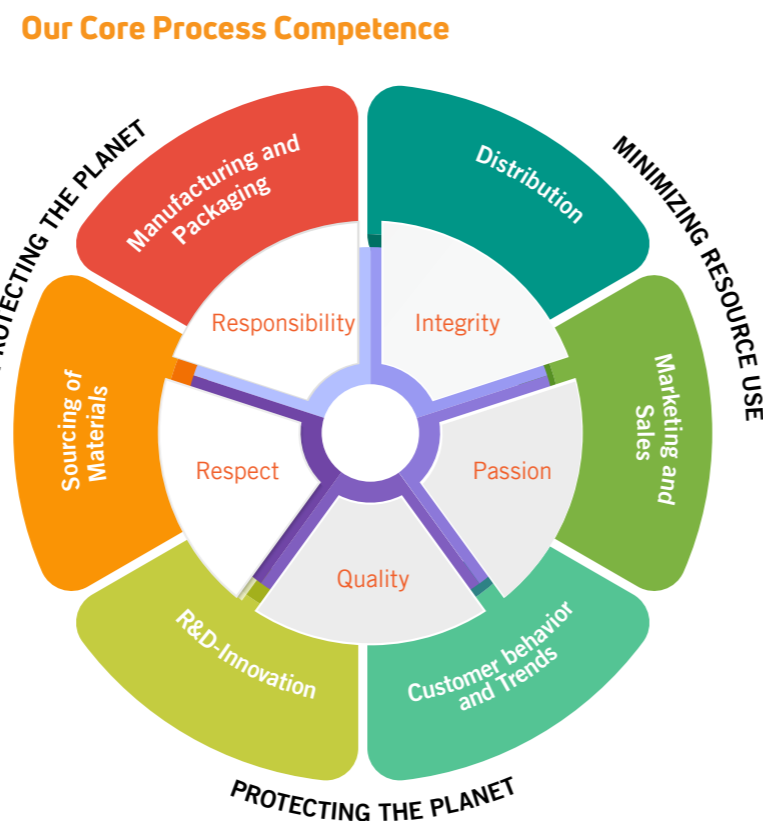 Our Core Process Competence
PROTECTING THE PLANET
MINIMIZING RESOURCE USE
Manufacturing and
Packaging
Distribution
Responsibility
Integrity
Sourcing of
Materials
Marketing and
Sales
Respect
Passion
Quality
R&D-Innovation
Customer behavior
and Trends
PROTECTING THE PLANET